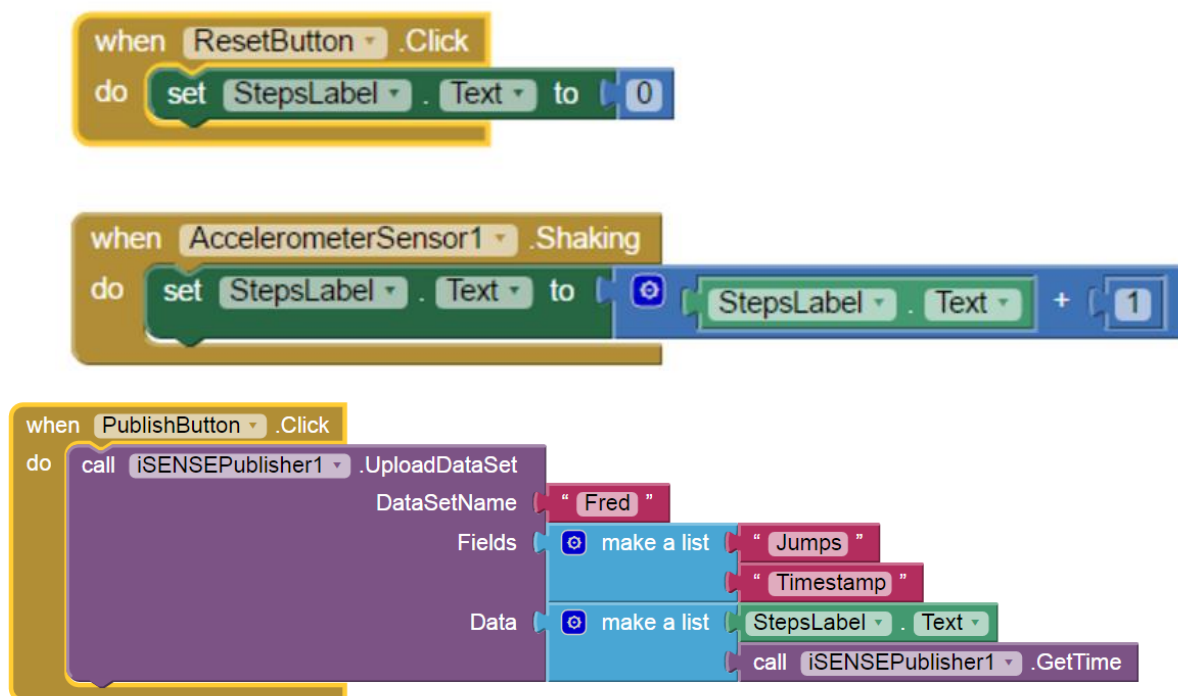 when ResetButton .Click
do set StepsLabel . Text to 0
when AccelerometerSensor1 .Shaking
do set StepsLabel . Text to StepsLabel . Text + 1
when PublishButton .Click
do call iSENSEPublisher1 .UploadDataSet
DataSetName “ Fred ”
Fields make a list “ Jumps ”
“ Timestamp ”
Data make a list StepsLabel . Text
call iSENSEPublisher1 .GetTime